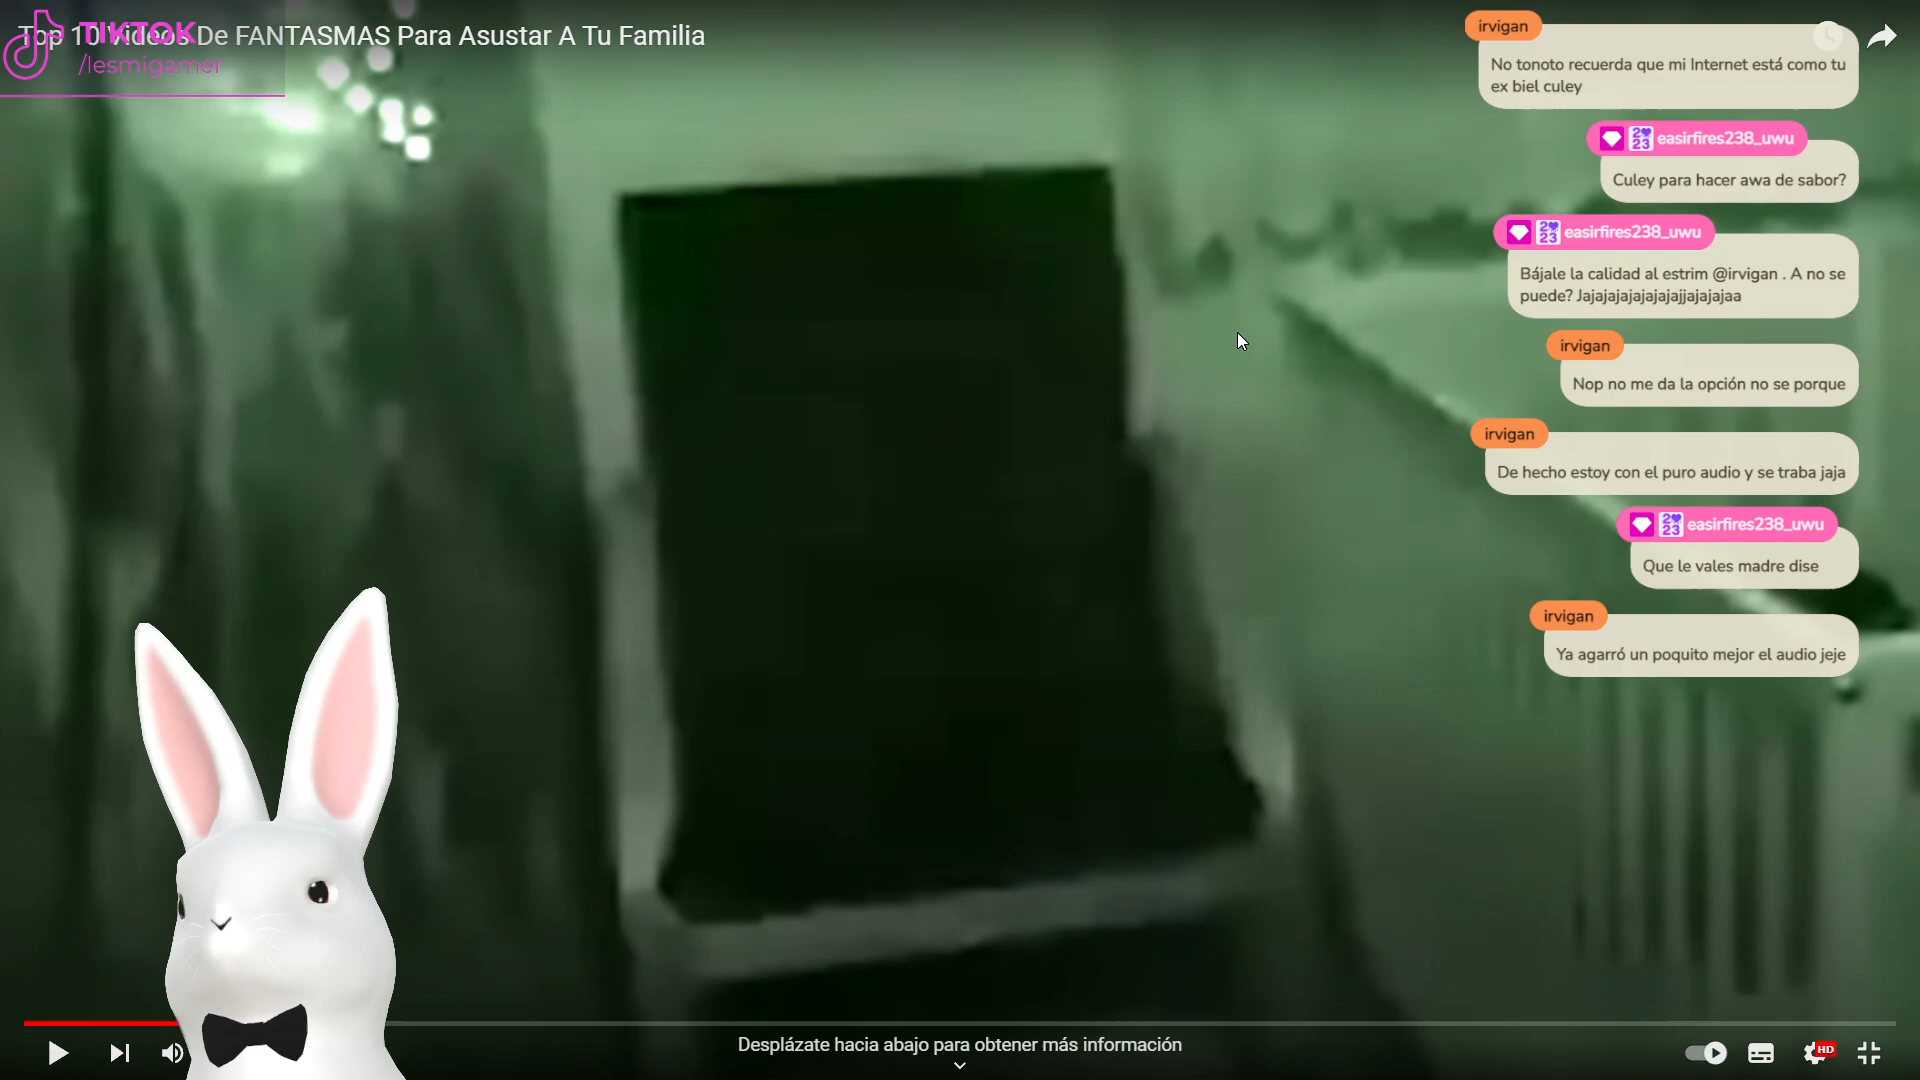 Top 10 Videos De FANTASMAS Para Asustar A Tu Familia
TIKTOK
/lesmigamer
irvigan
No tonoto recuerda que mi Internet está como tu
ex biel culey
easirfires238_uwu
Culey para hacer awa de sabor?
easirfires238_uwu
Bájale la calidad al estrim @irvigan . A no se
puede? Jajajajajajajajajjajajajaa
irvigan
Nop no me da la opción no se porque
irvigan
De hecho estoy con el puro audio y se traba jaja
easirfires238_uwu
Que le vales madre dise
irvigan
Ya agarró un poquito mejor el audio jeje
Desplázate hacia abajo para obtener más información
HD